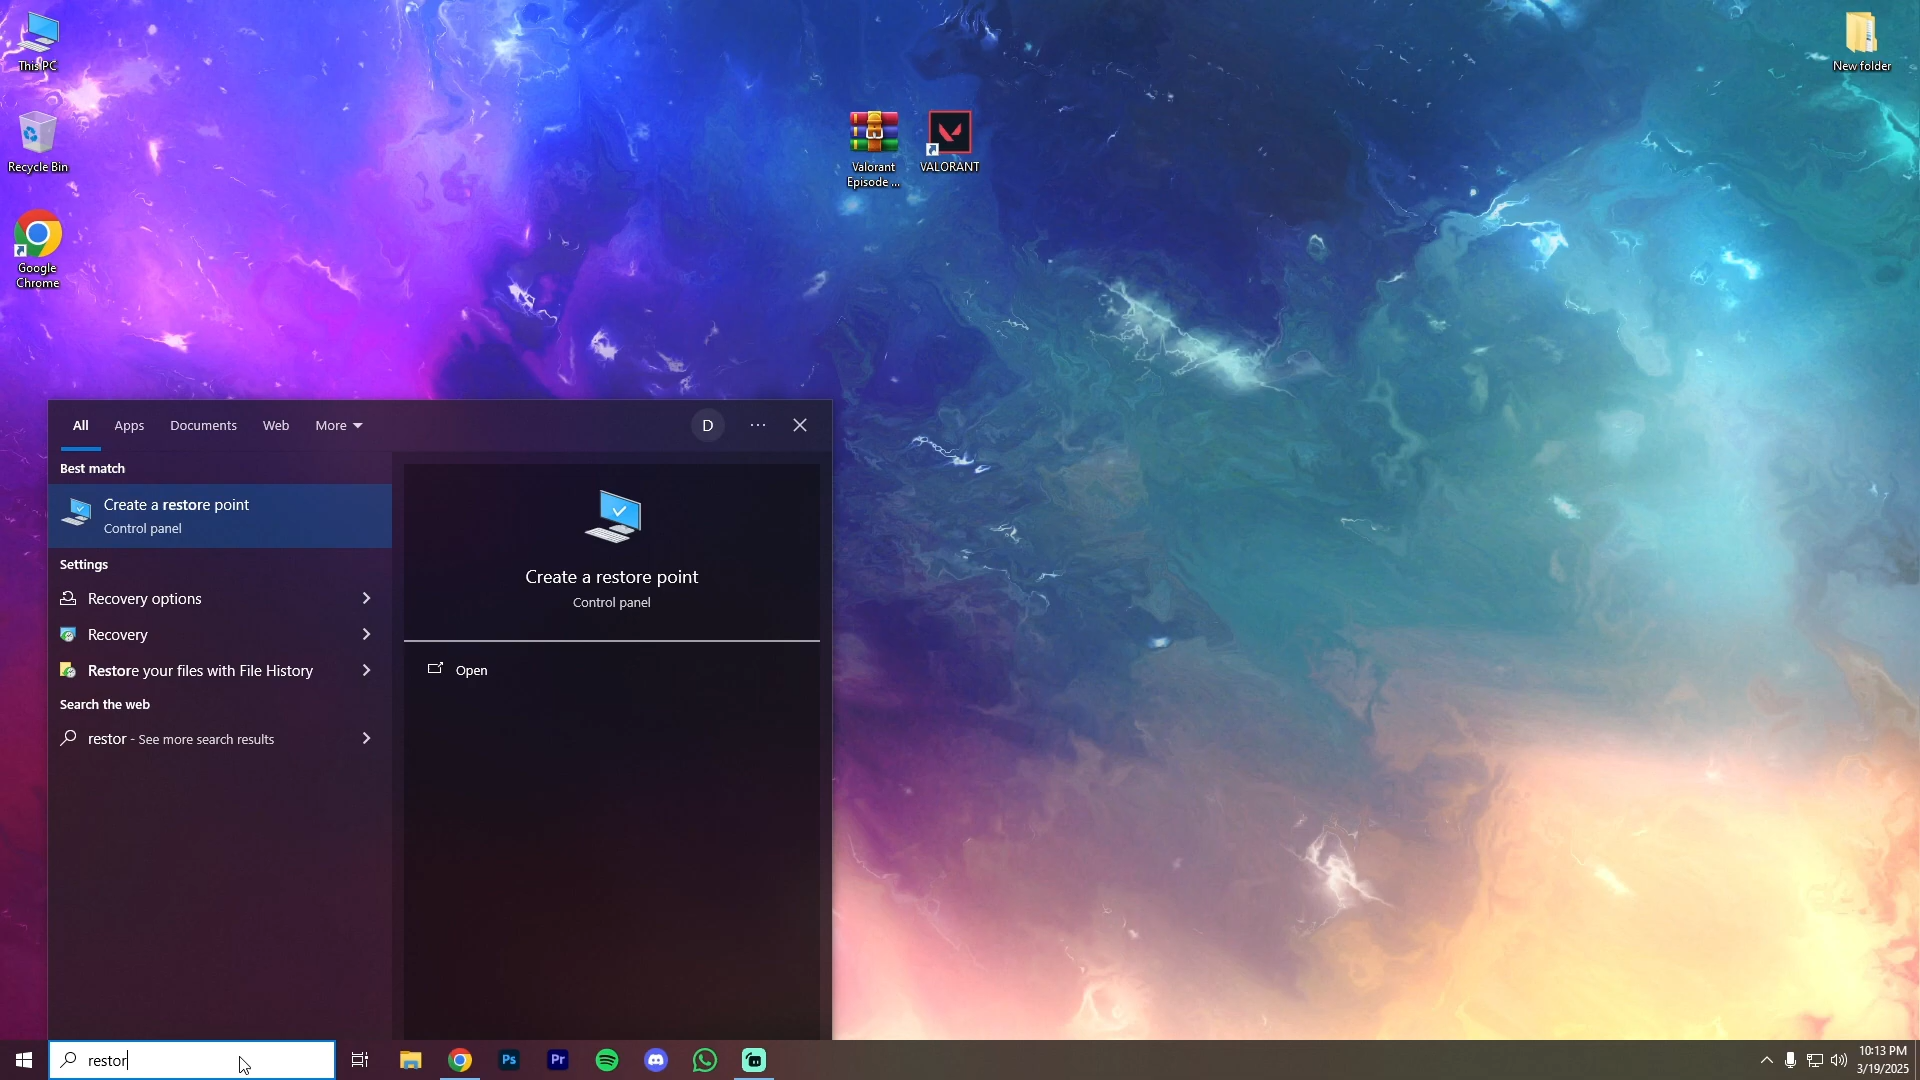 This PC
Recycle Bin
Google
Chrome
Valorant
Episode ...
VALORANT
New folder
All
Apps
Documents
Web
More
D
Best match
Create a restore point
Control panel
Settings
Recovery options
Recovery
Restore your files with File History
Search the web
restor - See more search results
Create a restore point
Control panel
Open
restor
Ps
Pr
10:13 PM
3/19/2025